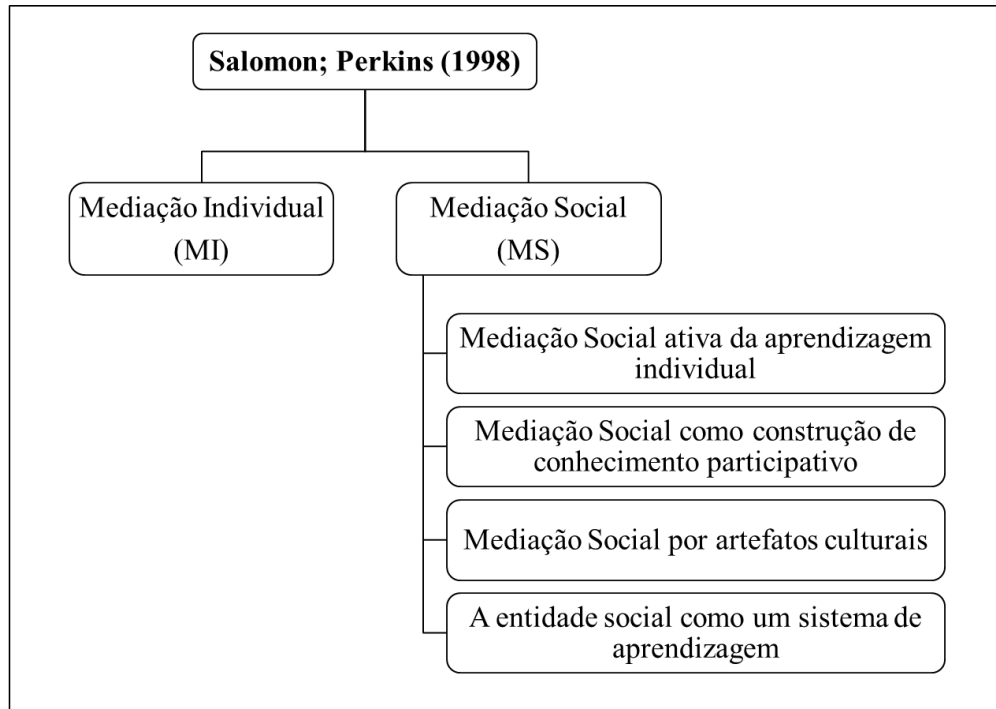 Salomon; Perkins (1998)
Mediação Individual
(MI)
Mediação Social
(MS)
Mediação Social ativa da aprendizagem
individual
Mediação Social como construção de
conhecimento participativo
Mediação Social por artefatos culturais
A entidade social como um sistema de
aprendizagem